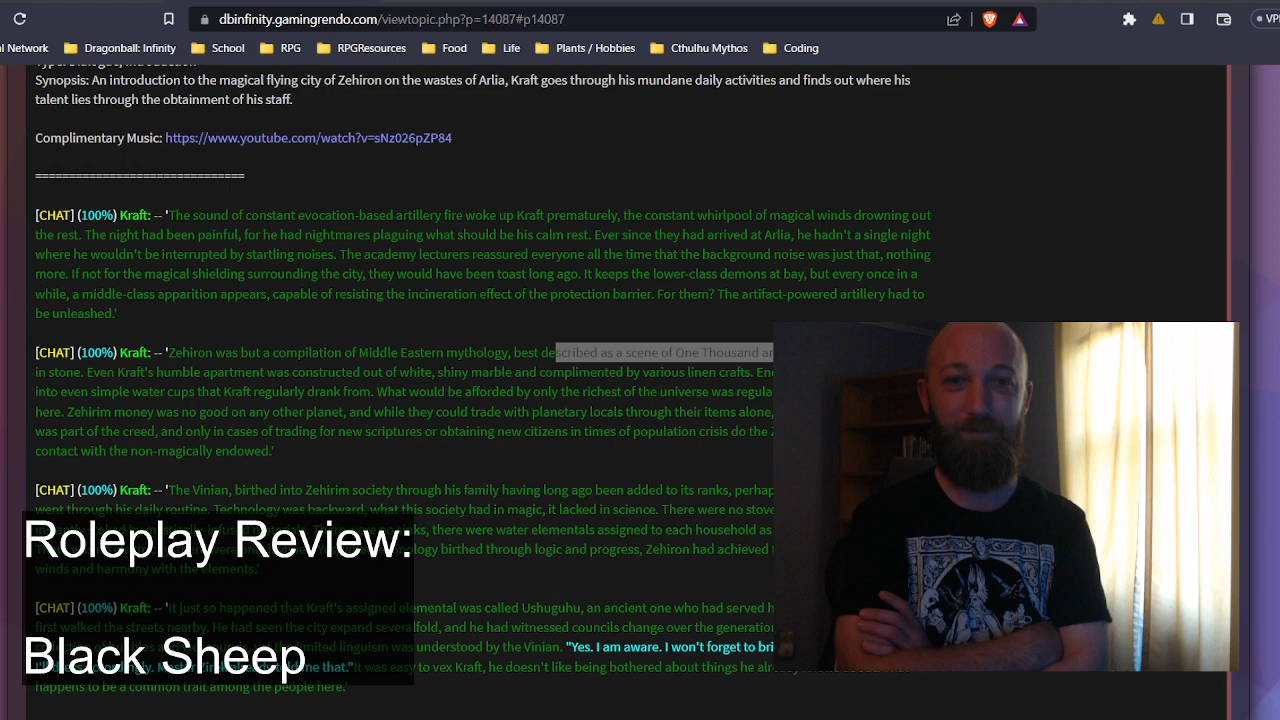 dbinfinity.gamingrendo.com/viewtopic.php?p=14087#p14087
VP
al Network Dragonball: Infinity School RPG RPGResources Food Life Plants / Hobbies Cthulhu Mythos Coding
Synopsis: An introduction to the magical flying city of Zehiron on the wastes of Arlia, Kraft goes through his mundane daily activities and finds out where his
talent lies through the obtainment of his staff.
Complimentary Music: https://www.youtube.com/watch?v=sNz026pZP84
===============================
[CHAT] (100%) Kraft: -- 'The sound of constant evocation-based artillery fire woke up Kraft prematurely, the constant whirlpool of magical winds drowning out
the rest. The night had been painful, for he had nightmares plaguing what should be his calm rest. Ever since they had arrived at Arlia, he hadn't a single night
where he wouldn't be interrupted by startling noises. The academy lecturers reassured everyone all the time that the background noise was just that, nothing
more. If not for the magical shielding surrounding the city, they would have been toast long ago. It keeps the lower-class demons at bay, but every once in a
while, a middle-class apparition appears, capable of resisting the incineration effect of the protection barrier. For them? The artifact-powered artillery had to
be unleashed.'
[CHAT] (100%) Kraft: -- 'Zehiron was but a compilation of Middle Eastern mythology, best described as a scene of One Thousand an
in stone. Even Kraft's humble apartment was constructed out of white, shiny marble and complimented by various linen crafts. En
into even simple water cups that Kraft regularly drank from. What would be afforded by only the richest of the universe was regula
here. Zehirim money was no good on any other planet, and while they could trade with planetary locals through their items alone,
was part of the creed, and only in cases of trading for new scriptures or obtaining new citizens in times of population crisis do the Z
contact with the non-magically endowed.'
[CHAT] (100%) Kraft: -- 'The Vinian, birthed into Zehirim society through his family having long ago been added to its ranks, perhap
went through his daily routine. Technology was backward, what this society had in magic, it lacked in science. There were no stove
there were water elementals assigned to each household as
Roleplay Review:
ogy birthed through logic and progress, Zehiron had achieved
winds and harmony with the elements.'
[CHAT] (100%) Kraft: -- 'It just so happened that Kraft's assigned elemental was called Ushuguhu, an ancient one who had served h
first walked the streets nearby. He had seen the city expand severalfold, and he had witnessed councils change over the generation
limited linguism was understood by the Vinian. "Yes. I am aware. I won't forget to bri
Black Sheep
me that." It was easy to vex Kraft, he doesn't like being bothered about things he
happens to be a common trait among the people here.'